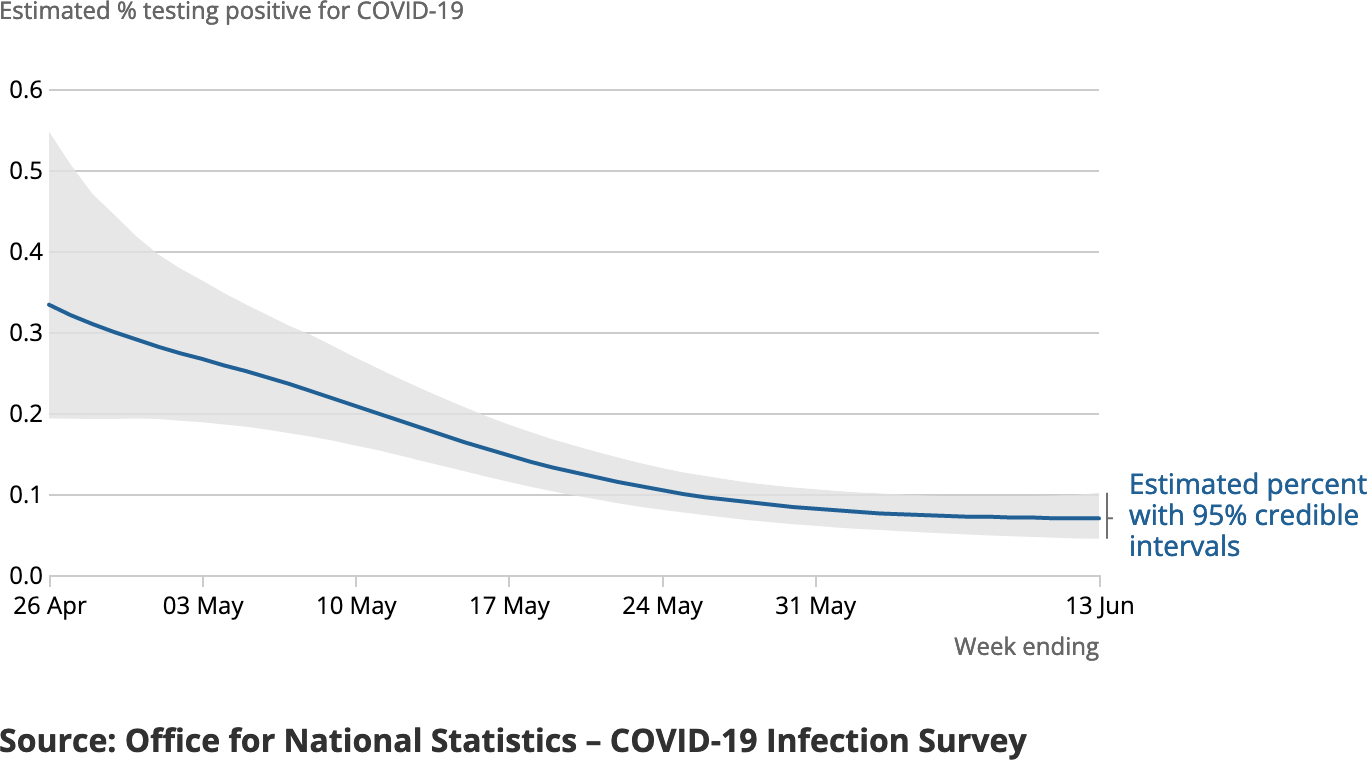 Estimated % testing positive for COVID-19
0.6
0.5
0.4
0.3
0.2
0.1
0.0
26 Apr 03 May 10 May 17 May 24 May 31 May 13 Jun
Week ending
Estimated percent
with 95% credible
intervals
Source: Office for National Statistics – COVID-19 Infection Survey